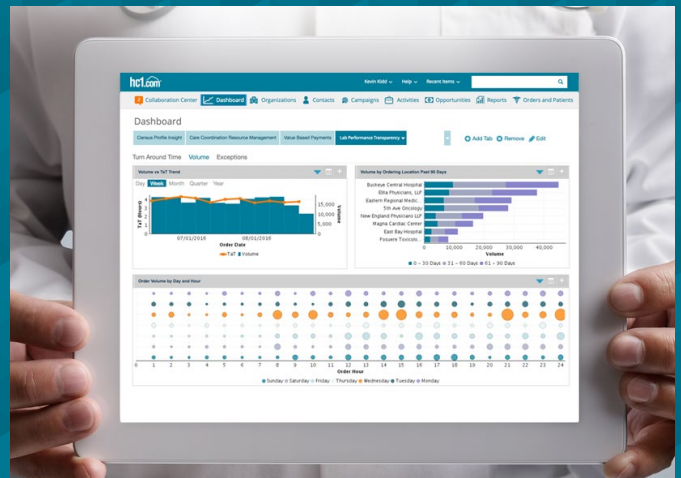 hc1.com
Kevin Kidd Help Recent Items
Collaboration Center Dashboard Organizations Contacts Campaigns Activities Opportunities Reports Orders and Patients
Dashboard
Census Profile Insight Care Coordination Resource Management Value Based Payments Lab Performance Transparency Add Tab Remove Edit
Turn Around Time Volume Exceptions
Volume vs TaT Trend
Day Week Month Quarter Year
4
2
1
0
15,000
10,000
5,000
0
Volume
07/01/2016 08/01/2016
Order Date
TaT Volume
Volume by Ordering Location Past 90 Days
Buckeye Central Hospital
Elite Physicians, LLP
Eastern Regional Medic...
5th Ave Oncology
New England Physicians LLP
Magna Cardiac Center
East Bay Hospital
0 10,000 20,000 30,000 40,000
Volume
0 - 30 Days 31 - 60 Days 61 - 90 Days
Order Volume by Day and Hour
0 1 2 3 4 5 6 7 8 9 10 11 12 13 14 15 16 17 18 19 20 21 22 23 24
Order Hour
Sunday Saturday Friday Thursday Wednesday Tuesday Monday